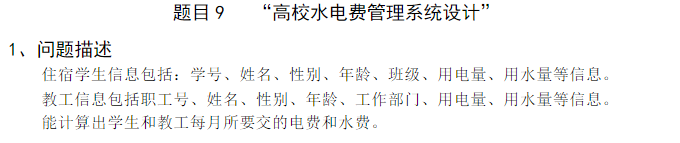 题目9 “高校水电费管理系统设计”
1、问题描述
住宿学生信息包括：学号、姓名、性别、年龄、班级、用电量、用水量等信息。
教工信息包括职工号、姓名、性别、年龄、工作部门、用电量、用水量等信息。
能计算出学生和教工每月所要交的电费和水费。